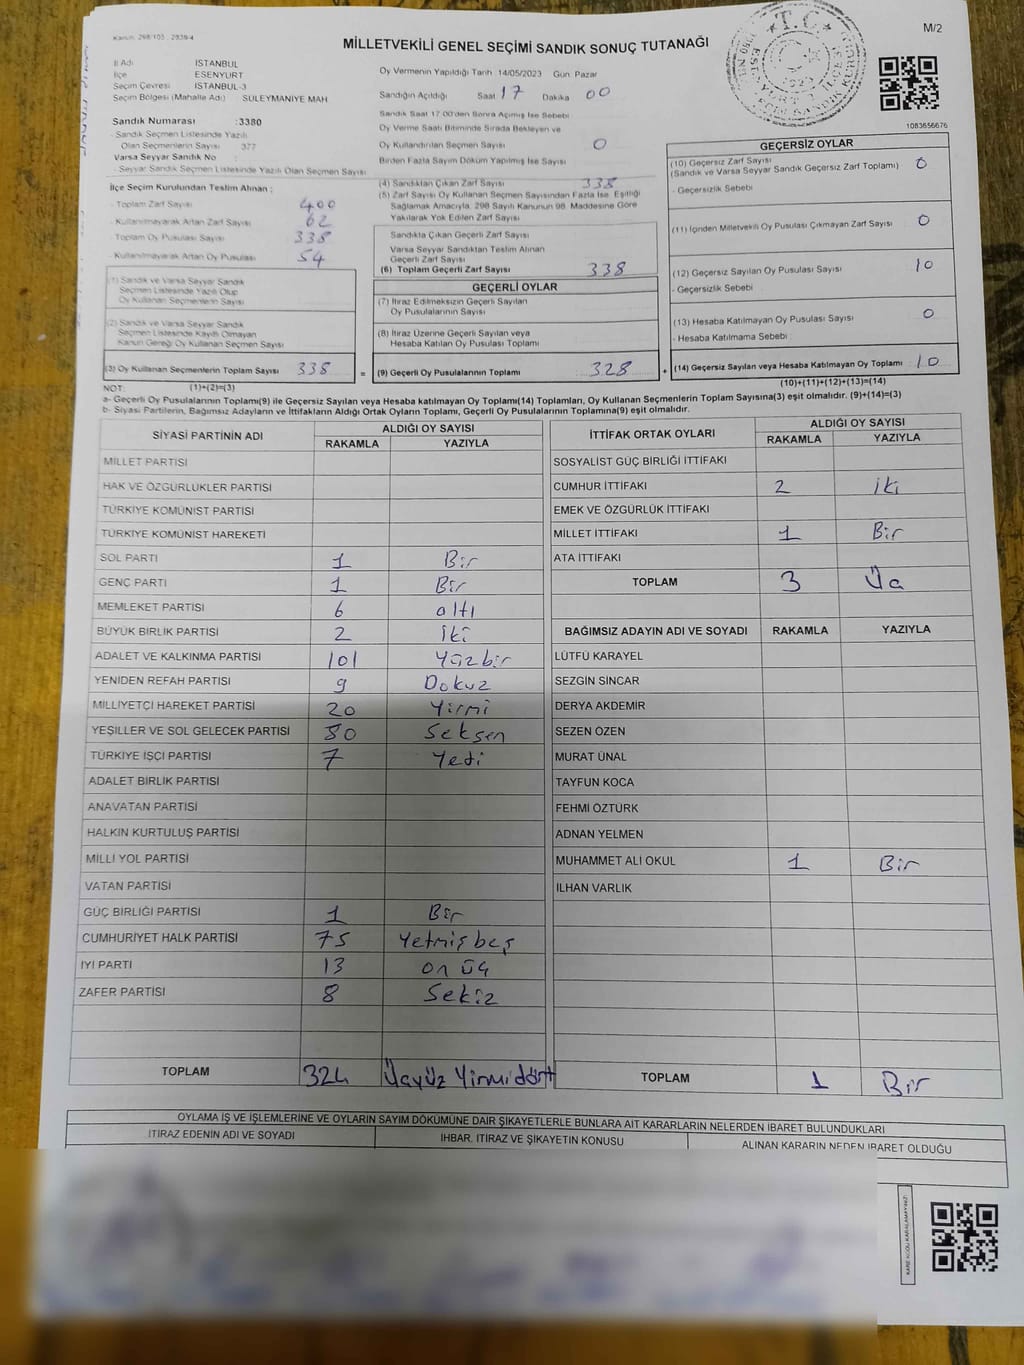 Kanun: 298/103 - 2839/4
MİLLETVEKİLİ GENEL SEÇİMİ SANDIK SONUÇ TUTANAĞI
M/2
İl Adı İSTANBUL
İlçe ESENYURT
Seçim Çevresi İSTANBUL-3
Seçim Bölgesi (Mahalle Adı) SÜLEYMANİYE MAH
Sandık Numarası :3380
- Sandık Seçmen Listesinde Yazılı
Olan Seçmenlerin Sayısı 377
Varsa Seyyar Sandık No
- Seyyar Sandık Seçmen Listesinde Yazılı Olan Seçmen Sayısı
İlçe Seçim Kurulundan Teslim Alınan ;
- Toplam Zarf Sayısı 400
- Kullanılmayarak Artan Zarf Sayısı 62
- Toplam Oy Pusulası Sayısı 338
- Kullanılmayarak Artan Oy Pusulası 54
(1) Sandık ve Varsa Seyyar Sandık
Seçmen Listesinde Yazılı Olup
Oy Kullanan Seçmenlerin Sayısı
(2) Sandık ve Varsa Seyyar Sandık
Seçmen Listesinde Kayıtlı Olmayan
Kanun Gereği Oy Kullanan Seçmen Sayısı
(3) Oy Kullanan Seçmenlerin Toplam Sayısı 338
Oy Vermenin Yapıldığı Tarih 14/05/2023 Gün: Pazar
Sandığın Açıldığı Saat 17 Dakika 00
Sandık Saat 17.00'den Sonra Açılmış İse Sebebi
Oy Verme Saati Bitiminde Sırada Bekleyen ve
Oy Kullandırılan Seçmen Sayısı 0
Birden Fazla Sayım Döküm Yapılmış İse Sayısı
(4) Sandıktan Çıkan Zarf Sayısı 338
(5) Zarf Sayısı Oy Kullanan Seçmen Sayısından Fazla İse, Eşitliği
Sağlamak Amacıyla, 298 Sayılı Kanunun 98. Maddesine Göre
Yakılarak Yok Edilen Zarf Sayısı
Sandıkta Çıkan Geçerli Zarf Sayısı
Varsa Seyyar Sandıktan Teslim Alınan
Geçerli Zarf Sayısı
(6) Toplam Geçerli Zarf Sayısı 338
GEÇERLİ OYLAR
(7) İtiraz Edilmeksizin Geçerli Sayılan
Oy Pusulalarının Sayısı
(8) İtiraz Üzerine Geçerli Sayılan veya
Hesaba Katılan Oy Pusulası Toplamı
= (9) Geçerli Oy Pusulalarının Toplamı 328
1083656676
GEÇERSİZ OYLAR
(10) Geçersiz Zarf Sayısı
(Sandık ve Varsa Seyyar Sandık Geçersiz Zarf Toplamı) 0
- Geçersizlik Sebebi
(11) İçinden Milletvekili Oy Pusulası Çıkmayan Zarf Sayısı 0
(12) Geçersiz Sayılan Oy Pusulası Sayısı 10
- Geçersizlik Sebebi
(13) Hesaba Katılmayan Oy Pusulası Sayısı 0
- Hesaba Katılmama Sebebi
+ (14) Geçersiz Sayılan veya Hesaba Katılmayan Oy Toplamı 10
NOT: (1)+(2)=(3)
(10)+(11)+(12)+(13)=(14)
a- Geçerli Oy Pusulalarının Toplamı(9) ile Geçersiz Sayılan veya Hesaba Katılmayan Oy Toplamı(14) Toplamları, Oy Kullanan Seçmenlerin Toplam Sayısına(3) eşit olmalıdır. (9)+(14)=(3)
b- Siyasi Partilerin, Bağımsız Adayların ve İttifakların Aldığı Ortak Oyların Toplamı, Geçerli Oy Pusulalarının Toplamına(9) eşit olmalıdır.
SİYASİ PARTİNİN ADI ALDIĞI OY SAYISI
RAKAMLA YAZIYLA
MİLLET PARTİSİ
HAK VE ÖZGÜRLÜKLER PARTİSİ
TÜRKİYE KOMÜNİST PARTİSİ
TÜRKİYE KOMÜNİST HAREKETİ
SOL PARTİ 1 Bir
GENÇ PARTİ 1 Bir
MEMLEKET PARTİSİ 6 altı
BÜYÜK BİRLİK PARTİSİ 2 iki
ADALET VE KALKINMA PARTİSİ 101 Yüzbir
YENİDEN REFAH PARTİSİ 9 Dokuz
MİLLİYETÇİ HAREKET PARTİSİ 20 Yirmi
YEŞİLLER VE SOL GELECEK PARTİSİ 80 Seksen
TÜRKİYE İŞÇİ PARTİSİ 7 Yedi
ADALET BİRLİK PARTİSİ
ANAVATAN PARTİSİ
HALKIN KURTULUŞ PARTİSİ
MİLLİ YOL PARTİSİ
VATAN PARTİSİ
GÜÇ BİRLİĞİ PARTİSİ 1 Bir
CUMHURİYET HALK PARTİSİ 75 Yetmişbeş
İYİ PARTİ 13 on üç
ZAFER PARTİSİ 8 Sekiz
TOPLAM 324 Üçyüz Yirmidört
İTTİFAK ORTAK OYLARI ALDIĞI OY SAYISI
RAKAMLA YAZIYLA
SOSYALİST GÜÇ BİRLİĞİ İTTİFAKI
CUMHUR İTTİFAKI 2 iki
EMEK VE ÖZGÜRLÜK İTTİFAKI
MİLLET İTTİFAKI 1 Bir
ATA İTTİFAKI
TOPLAM 3 Üç
BAĞIMSIZ ADAYIN ADI VE SOYADI RAKAMLA YAZIYLA
LÜTFÜ KARAYEL
SEZGİN SİNCAR
DERYA AKDEMİR
SEZEN ÖZEN
MURAT ÜNAL
TAYFUN KOCA
FEHMİ ÖZTÜRK
ADNAN YELMEN
MUHAMMET ALİ OKUL 1 Bir
İLHAN VARLIK
TOPLAM 1 Bir
OYLAMA İŞ VE İŞLEMLERİNE VE OYLARIN SAYIM DÖKÜMÜNE DAİR ŞİKAYETLERLE BUNLARA AİT KARARLARIN NELERDEN İBARET BULUNDUKLARI
İTİRAZ EDENİN ADI VE SOYADI İHBAR, İTİRAZ VE ŞİKAYETİN KONUSU ALINAN KARARIN NEDEN İBARET OLDUĞU
KARE KODU KARALAMAYINIZ!